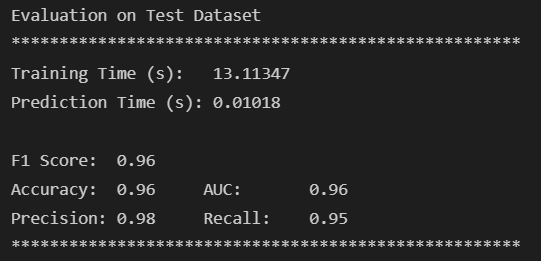 Evaluation on Test Dataset
*****************************************************
Training Time (s):   13.11347
Prediction Time (s): 0.01018
F1 Score:  0.96
Accuracy:  0.96     AUC:       0.96
Precision: 0.98     Recall:    0.95
*****************************************************